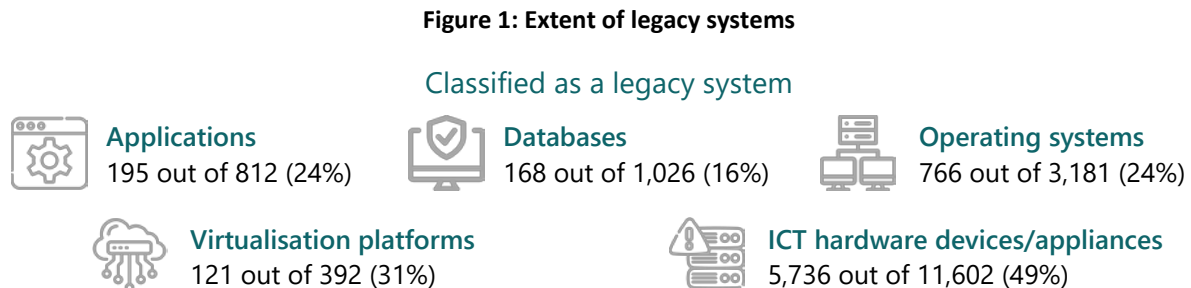 Figure 1: Extent of legacy systems
Classified as a legacy system
Applications
195 out of 812 (24%)
Databases
168 out of 1,026 (16%)
Operating systems
766 out of 3,181 (24%)
Virtualisation platforms
121 out of 392 (31%)
ICT hardware devices/appliances
5,736 out of 11,602 (49%)